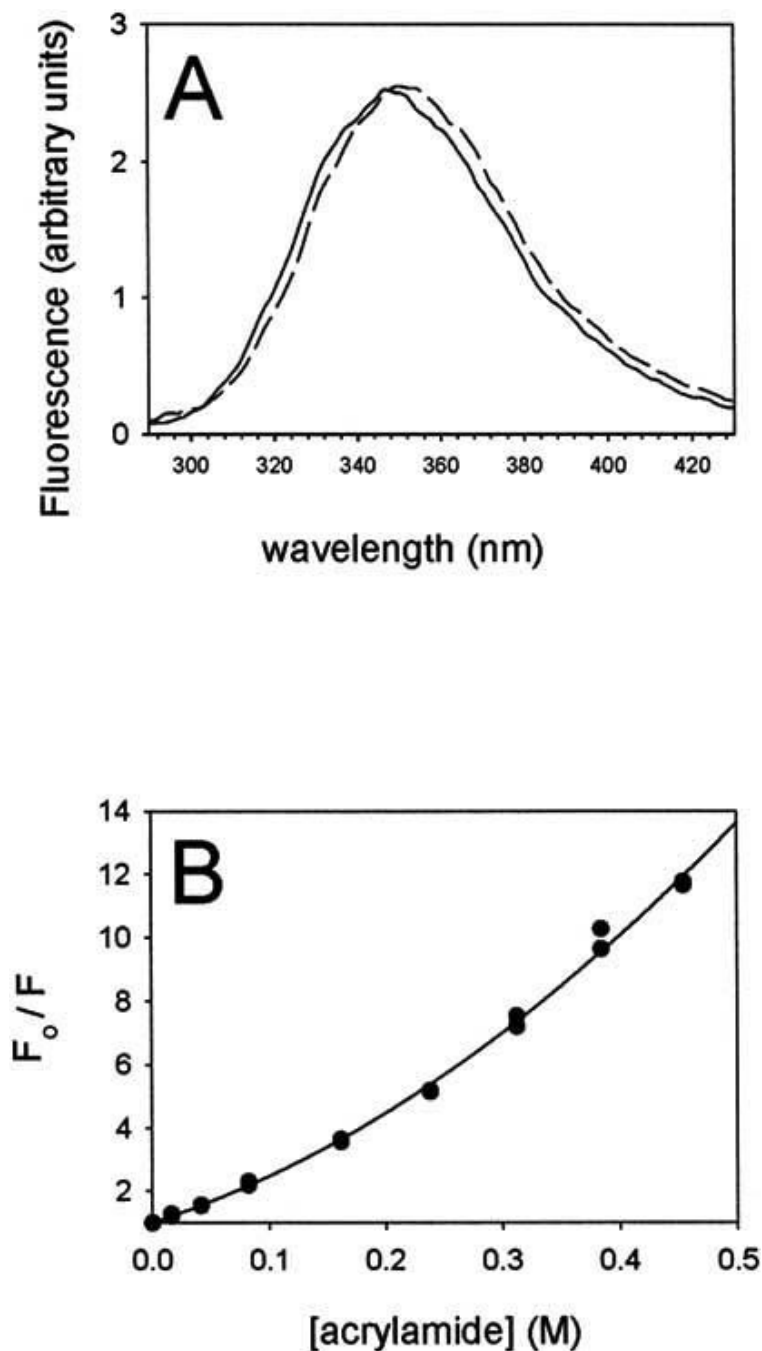 A
Fluorescence (arbitrary units)
3
2
1
0
300 320 340 360 380 400 420
wavelength (nm)
B
F₀ / F
14
12
10
8
6
4
2
0.0 0.1 0.2 0.3 0.4 0.5
[acrylamide] (M)